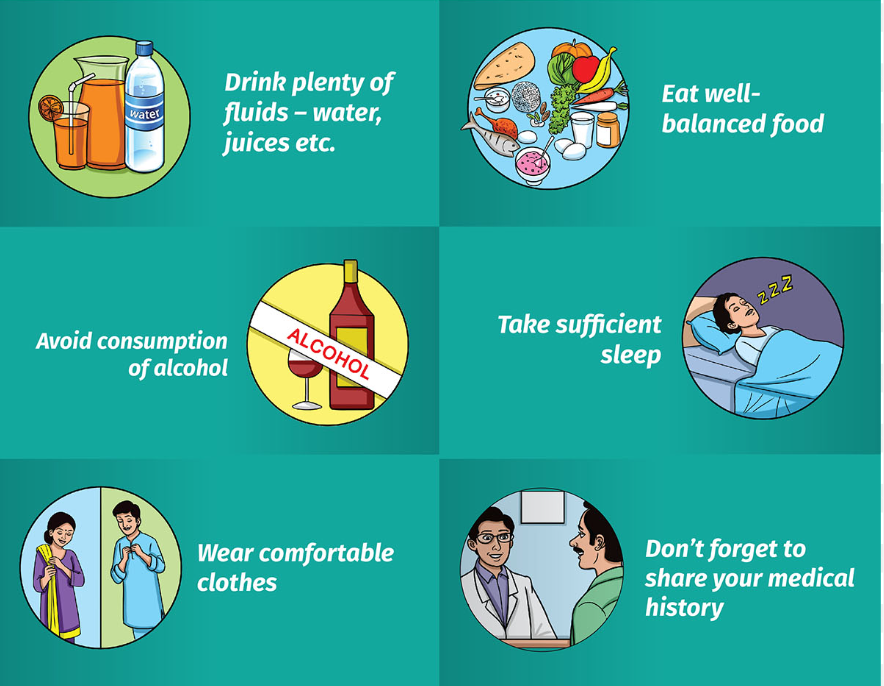 Drink plenty of
fluids – water,
juices etc.
water
Eat well-
balanced food
Avoid consumption
of alcohol
ALCOHOL
Take sufficient
sleep
zzz
Wear comfortable
clothes
Don’t forget to
share your medical
history